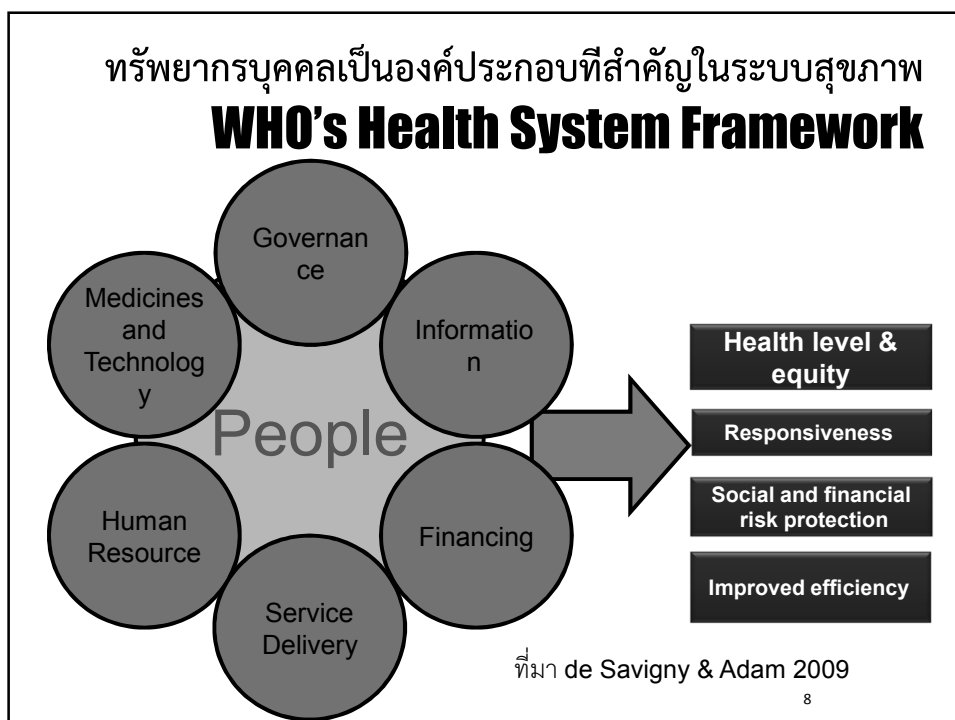 ทรัพยากรบุคคลเป็นองค์ประกอบที่สำคัญในระบบสุขภาพ
WHO’s Health System Framework
Governan
ce
Medicines
and
Technolog
y
Informatio
n
People
Human
Resource
Financing
Service
Delivery
Health level &
equity
Responsiveness
Social and financial
risk protection
Improved efficiency
ที่มา de Savigny & Adam 2009
8